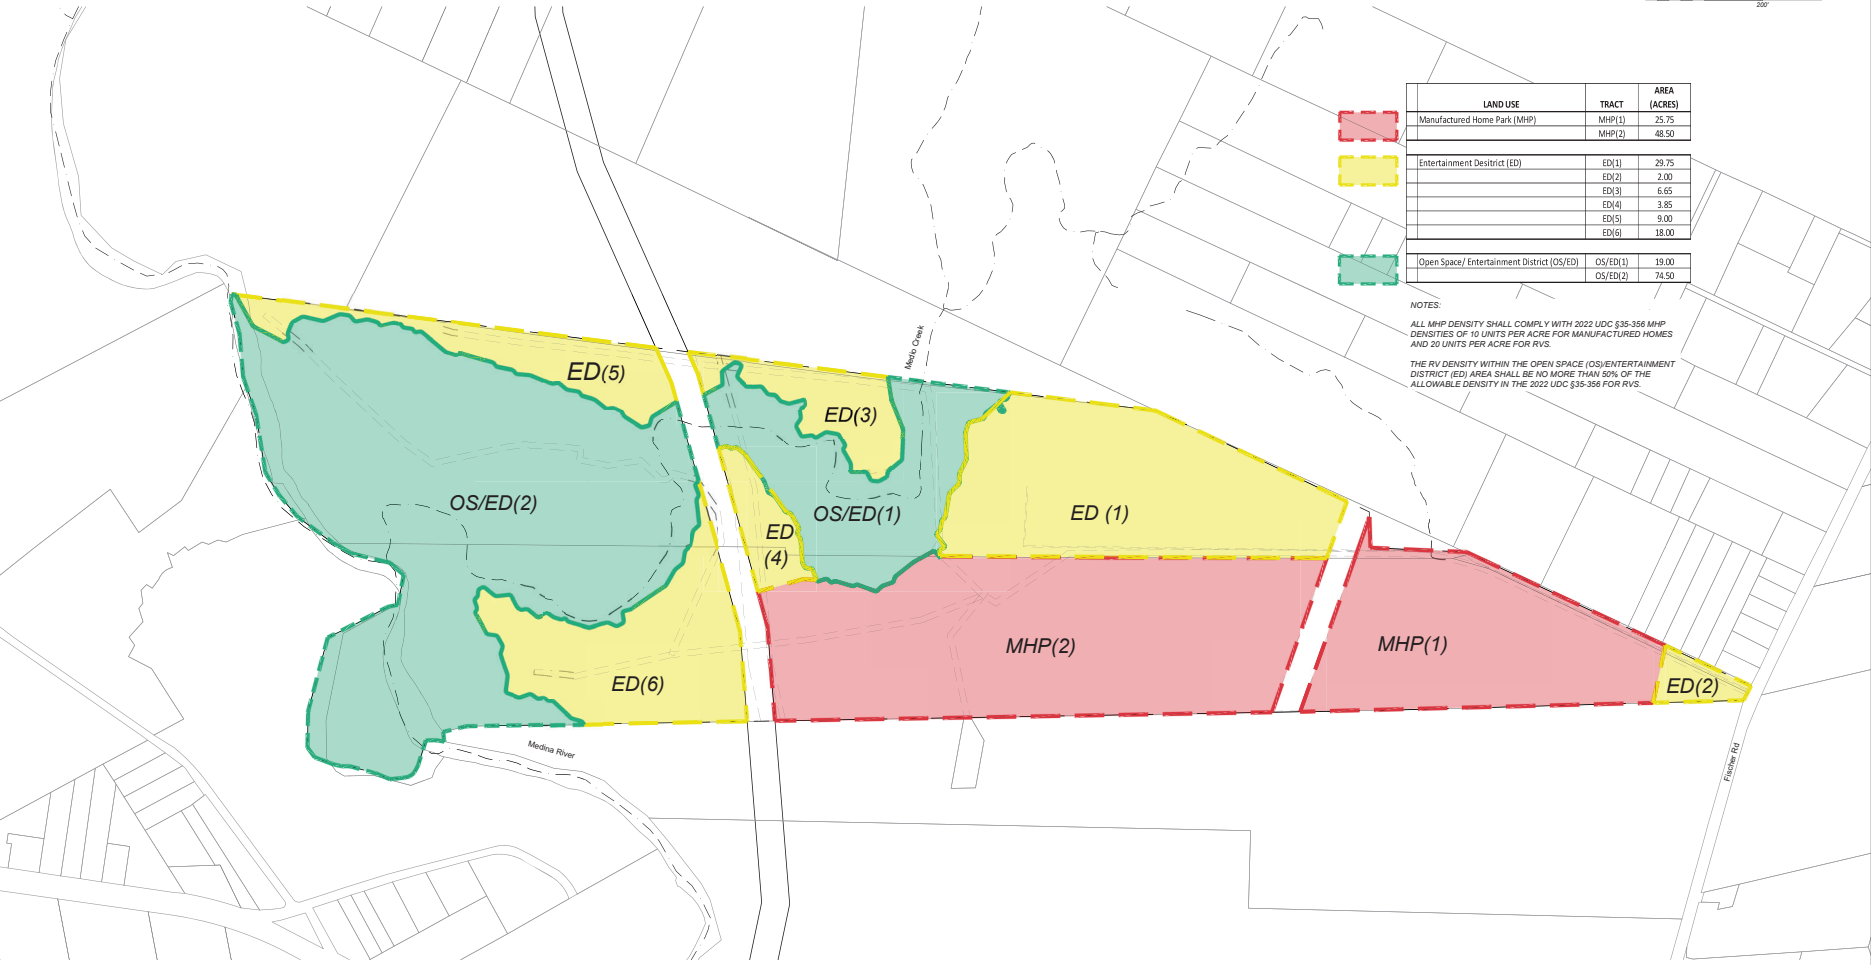 200'
AREA
LAND USE TRACT (ACRES)
Manufactured Home Park (MHP) MHP(1) 25.75
MHP(2) 48.50
Entertainment Desitrict (ED) ED(1) 29.75
ED(2) 2.00
ED(3) 6.65
ED(4) 3.85
ED(5) 9.00
ED(6) 18.00
Open Space/ Entertainment District (OS/ED) OS/ED(1) 19.00
OS/ED(2) 74.50
NOTES:
ALL MHP DENSITY SHALL COMPLY WITH 2022 UDC §35-356 MHP
DENSITIES OF 10 UNITS PER ACRE FOR MANUFACTURED HOMES
AND 20 UNITS PER ACRE FOR RVS.
THE RV DENSITY WITHIN THE OPEN SPACE (OS)/ENTERTAINMENT
DISTRICT (ED) AREA SHALL BE NO MORE THAN 50% OF THE
ALLOWABLE DENSITY IN THE 2022 UDC §35-356 FOR RVS.
Medio Creek
ED(5)
ED(3)
OS/ED(2)
OS/ED(1)
ED (1)
ED
(4)
MHP(2)
MHP(1)
ED(6)
ED(2)
Medina River
Fischer Rd